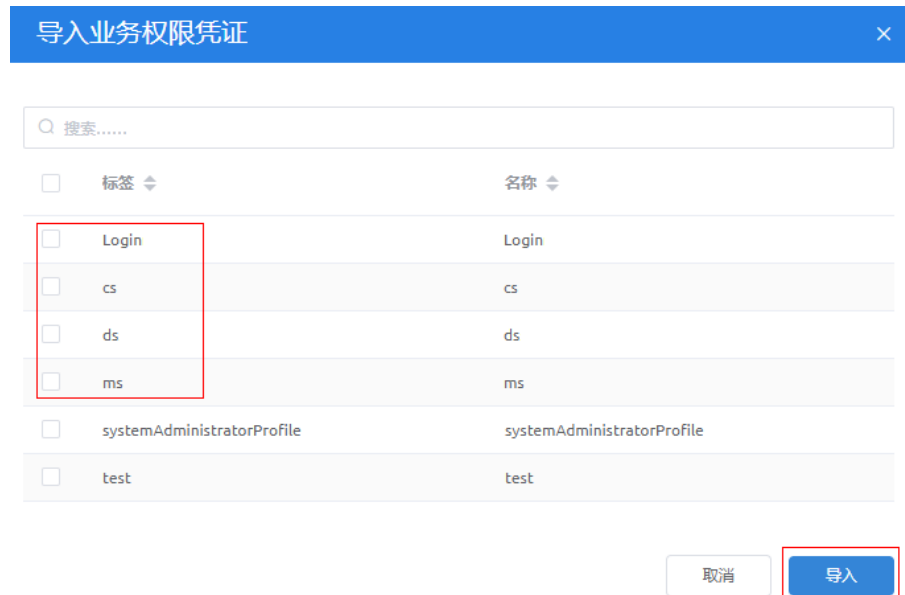 导入业务权限凭证
搜索......
标签 名称
Login Login
cs cs
ds ds
ms ms
systemAdministratorProfile systemAdministratorProfile
test test
取消 导入